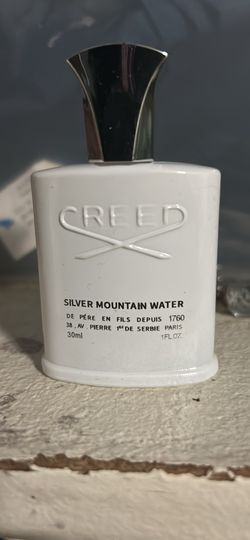 CREED
SILVER MOUNTAIN WATER
DE PÉRE EN FILS DEPUIS 1760
38, AV. PIERRE 1er DE SERBIE PARIS
30ml 1FL.OZ.